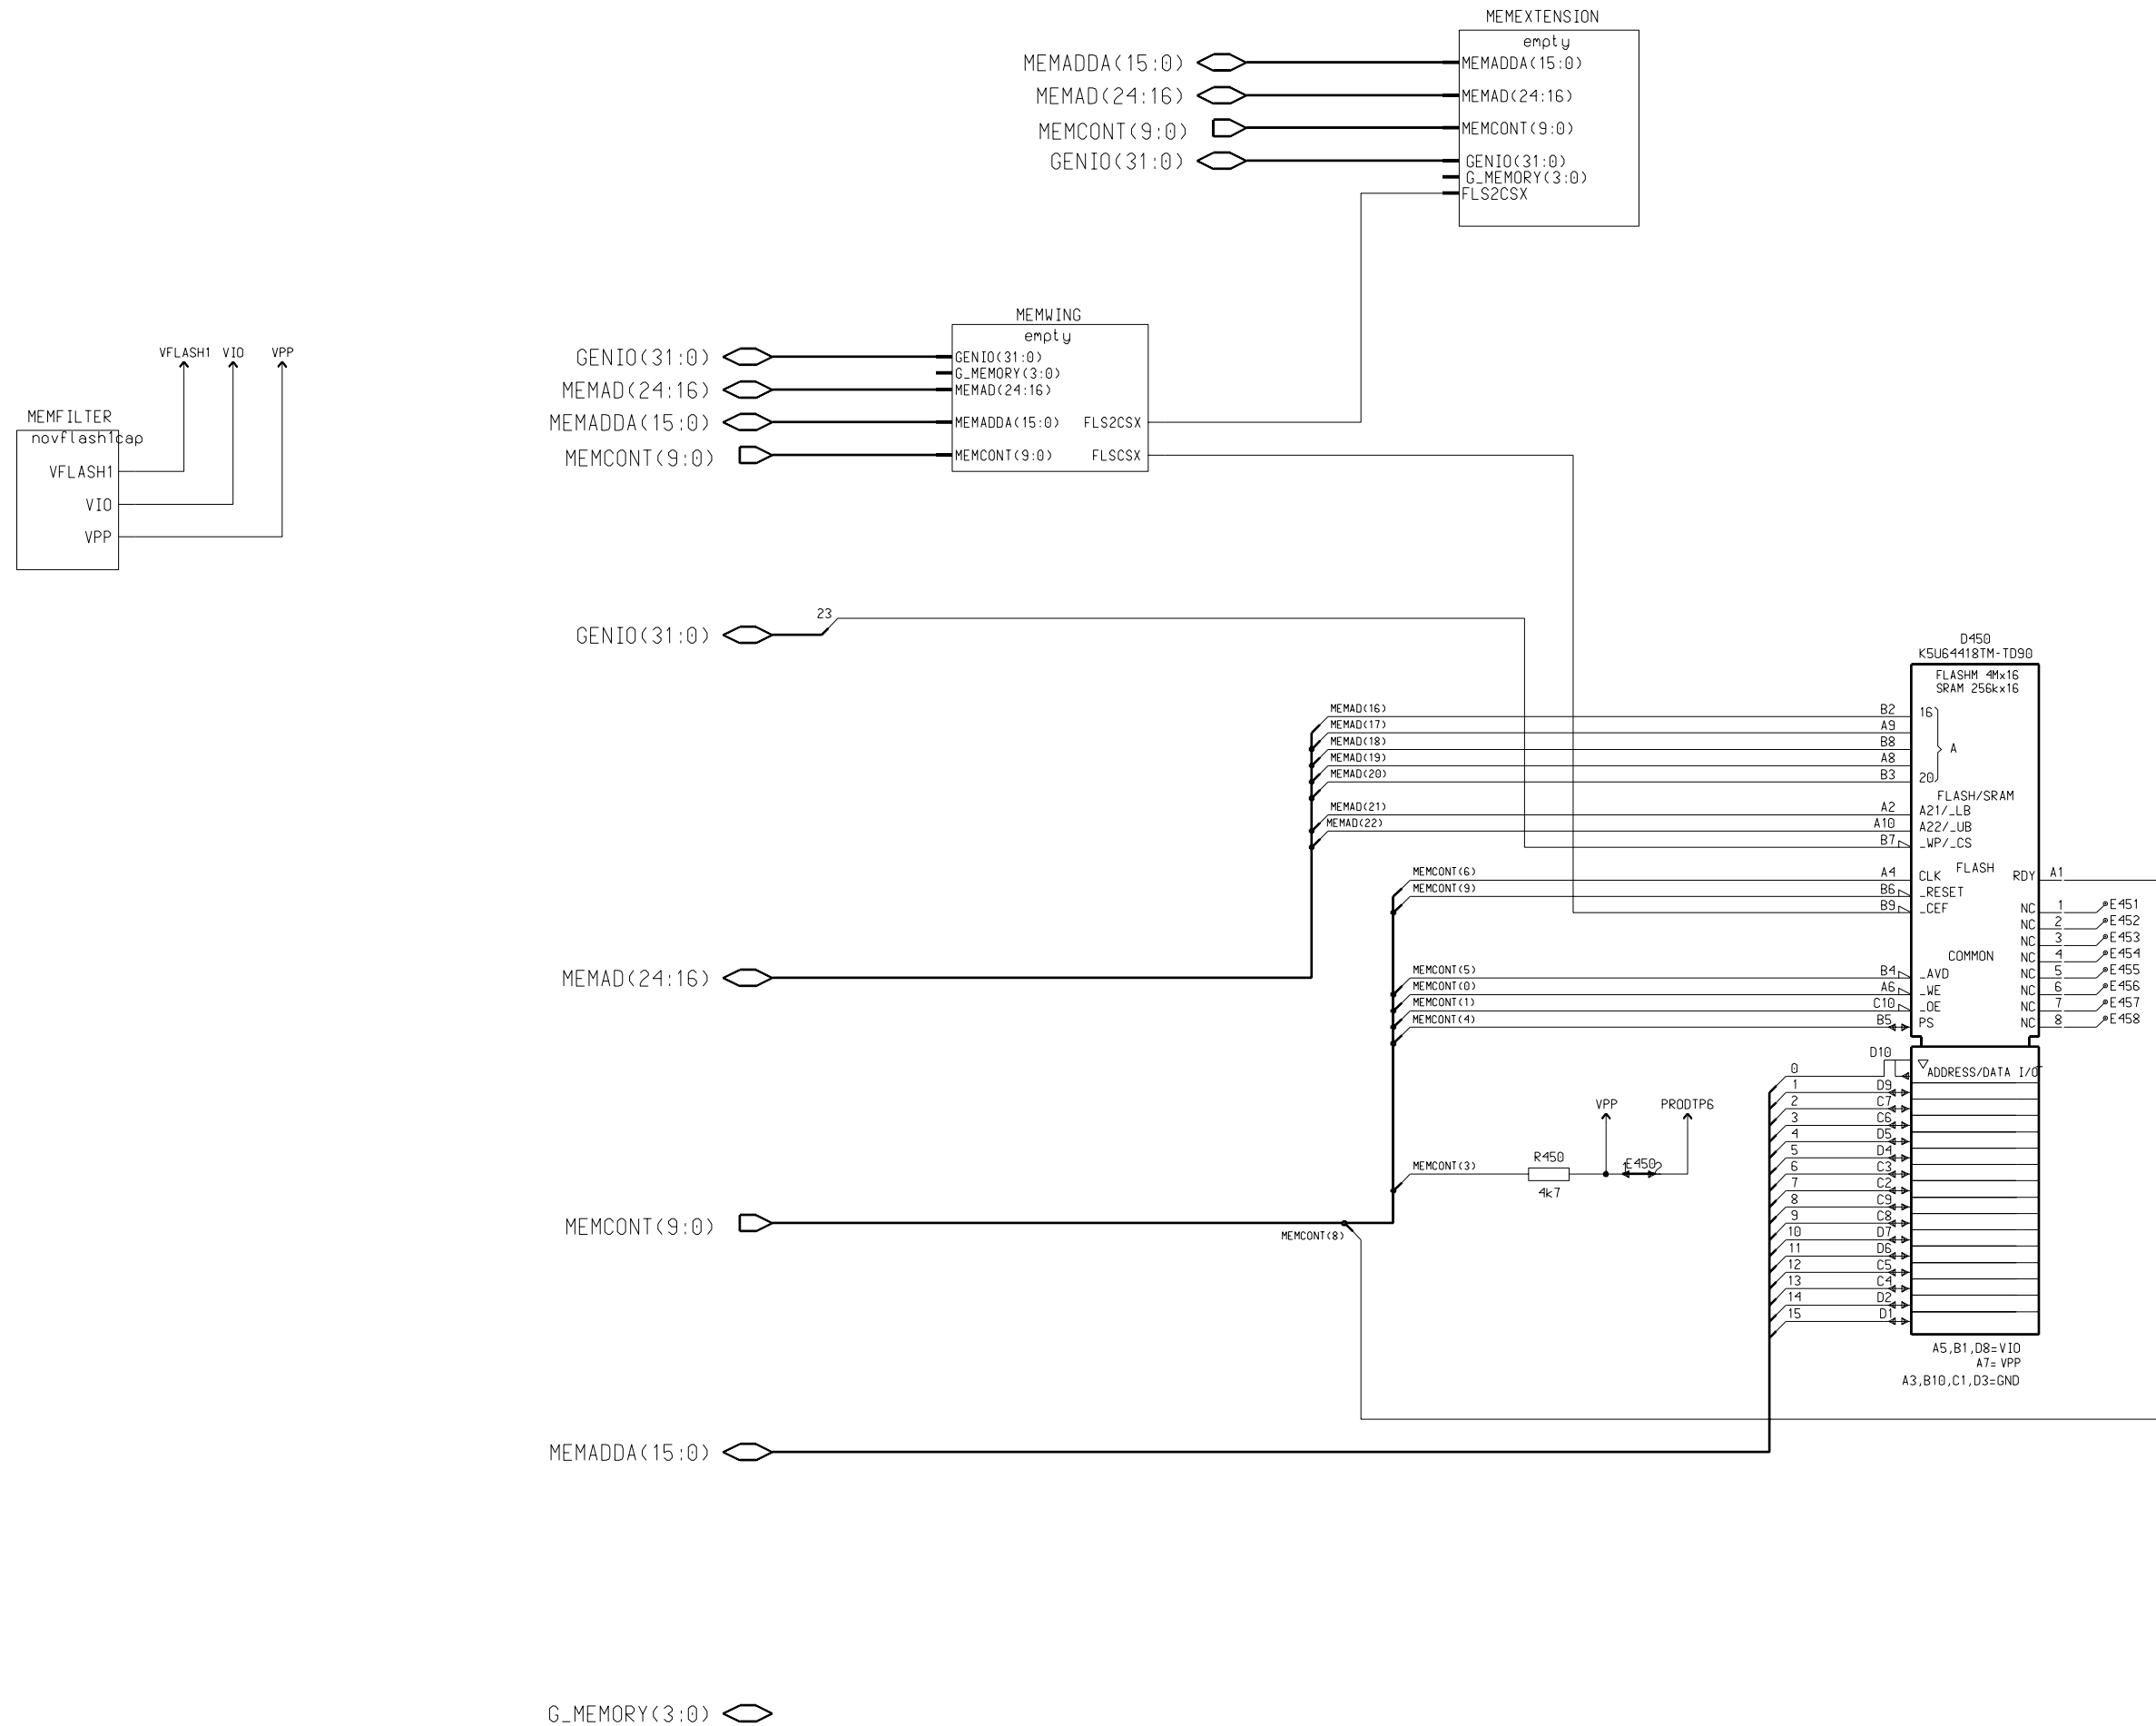 MEMEXTENSION
empty
MEMADDA(15:0)
MEMADDA(15:0)
MEMAD(24:16)
MEMAD(24:16)
MEMCONT(9:0)
MEMCONT(9:0)
GENIO(31:0)
GENIO(31:0)
G_MEMORY(3:0)
FLS2CSX
MEMWING
empty
GENIO(31:0)
GENIO(31:0)
G_MEMORY(3:0)
MEMAD(24:16)
MEMAD(24:16)
MEMADDA(15:0)
MEMADDA(15:0) FLS2CSX
MEMCONT(9:0)
MEMCONT(9:0) FLSCSX
VFLASH1 VIO VPP
MEMFILTER
novflash1cap
VFLASH1
VIO
VPP
GENIO(31:0)
23
D450
K5U64418TM-TD90
FLASHM 4Mx16
SRAM 256kx16
MEMAD(16) B2 16
MEMAD(17) A9
MEMAD(18) B8 A
MEMAD(19) A8
MEMAD(20) B3 20
FLASH/SRAM
MEMAD(21) A2 A21/_LB
MEMAD(22) A10 A22/_UB
B7 _WP/_CS
FLASH
MEMCONT(6) A4 CLK RDY A1
MEMCONT(9) B6 _RESET
B9 _CEF NC 1 E451
NC 2 E452
NC 3 E453
COMMON NC 4 E454
MEMAD(24:16)
MEMCONT(5) B4 _AVD NC 5 E455
MEMCONT(0) A6 _WE NC 6 E456
MEMCONT(1) C10 _OE NC 7 E457
MEMCONT(4) B5 PS NC 8 E458
0 D10 ADDRESS/DATA I/O
1 D9
2 C7
3 C6
4 D5
5 D4
6 C3
7 C2
8 C9
9 C8
10 D7
11 D6
12 C5
13 C4
14 D2
15 D1
VPP PRODTP6
MEMCONT(3) R450 1 E450 2
4k7
MEMCONT(9:0)
MEMCONT(8)
A5,B1,D8=VIO
A7= VPP
A3,B10,C1,D3=GND
MEMADDA(15:0)
G_MEMORY(3:0)